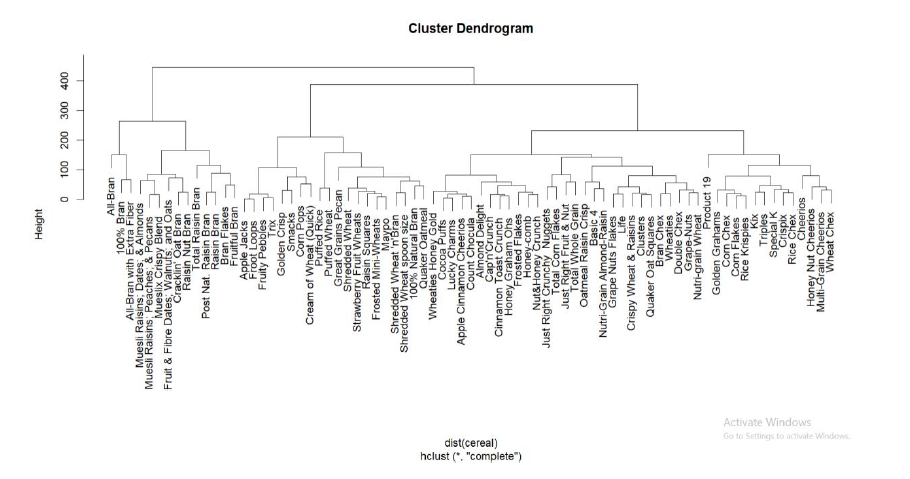 Cluster Dendrogram
Height
0
100
200
300
400
All-Bran
100% Bran
All-Bran with Extra Fiber
Muesli Raisins; Dates; & Almonds
Muesli Raisins; Peaches; & Pecans
Mueslix Crispy Blend
Fruit & Fibre Dates; Walnuts; and Oats
Cracklin' Oat Bran
Raisin Nut Bran
Total Raisin Bran
Post Nat. Raisin Bran
Raisin Bran
Bran Flakes
Fruitful Bran
Apple Jacks
Froot Loops
Fruity Pebbles
Trix
Golden Crisp
Smacks
Corn Pops
Cream of Wheat (Quick)
Puffed Rice
Puffed Wheat
Great Grains Pecan
Shredded Wheat
Strawberry Fruit Wheats
Raisin Squares
Frosted Mini-Wheats
Maypo
Shredded Wheat 'n'Bran
Shredded Wheat spoon size
100% Natural Bran
Quaker Oatmeal
Wheaties Honey Gold
Cocoa Puffs
Lucky Charms
Apple Cinnamon Cheerios
Count Chocula
Almond Delight
Cap'n'Crunch
Cinnamon Toast Crunch
Honey Graham Ohs
Frosted Flakes
Honey-comb
Nut&Honey Crunch
Just Right Crunchy Nuggets
Total Corn Flakes
Just Right Fruit & Nut
Total Whole Grain
Oatmeal Raisin Crisp
Basic 4
Nutri-Grain Almond-Raisin
Grape Nuts Flakes
Life
Crispy Wheat & Raisins
Clusters
Quaker Oat Squares
Bran Chex
Wheaties
Double Chex
Grape-Nuts
Nutri-grain Wheat
Product 19
Golden Grahams
Corn Chex
Corn Flakes
Rice Krispies
Kix
Triples
Special K
Crispix
Rice Chex
Cheerios
Honey Nut Cheerios
Multi-Grain Cheerios
Wheat Chex
dist(cereal)
hclust (*, "complete")
Activate Windows
Go to Settings to activate Windows.